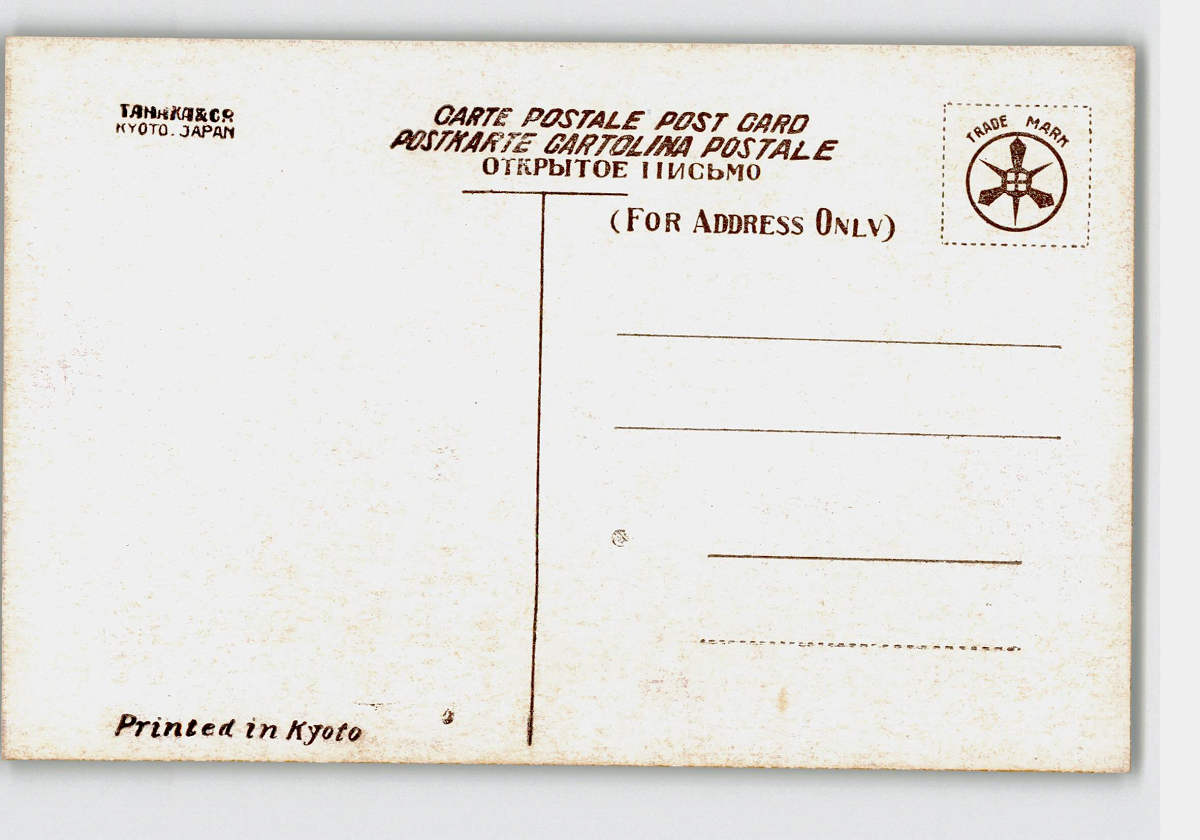 TANAKA&CO
KYOTO. JAPAN
CARTE POSTALE POST CARD
POSTKARTE CARTOLINA POSTALE
ОТКРЫТОЕ ПИСЬМО
(FOR ADDRESS ONLY)
TRADE MARK
Printed in Kyoto